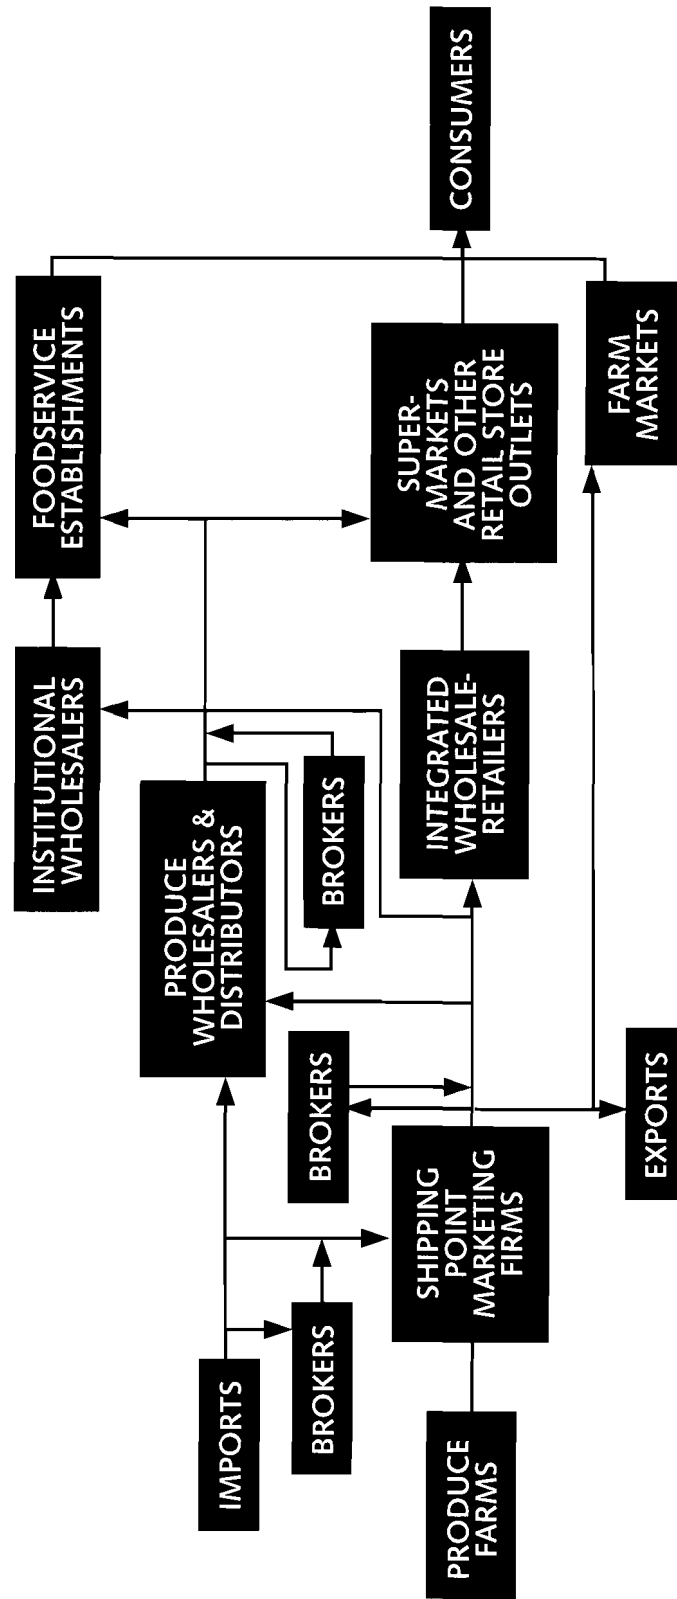 PRODUCE
FARMS
IMPORTS
BROKERS
SHIPPING
POINT
MARKETING
FIRMS
BROKERS
EXPORTS
PRODUCE
WHOLESALERS &
DISTRIBUTORS
BROKERS
INSTITUTIONAL
WHOLESALERS
INTEGRATED
WHOLESALE-
RETAILERS
FOODSERVICE
ESTABLISHMENTS
SUPER-
MARKETS
AND OTHER
RETAIL STORE
OUTLETS
FARM
MARKETS
CONSUMERS